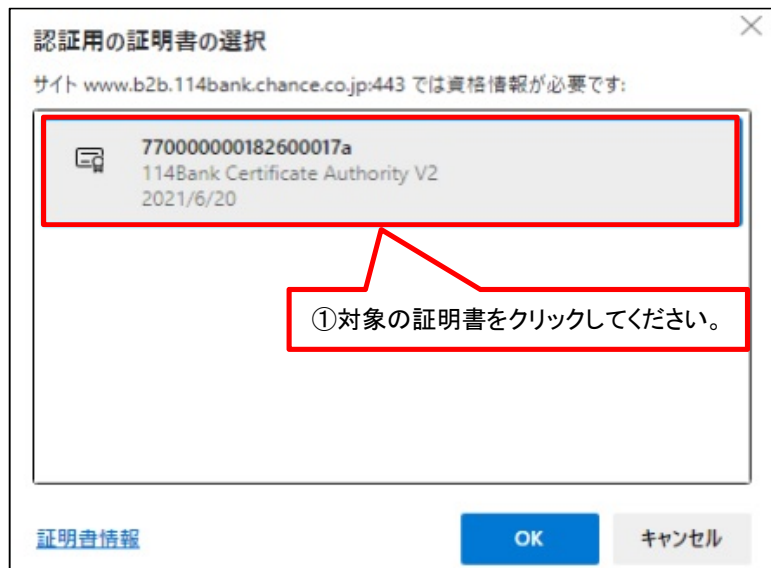 認証用の証明書の選択
サイト www.b2b.114bank.chance.co.jp:443 では資格情報が必要です:
770000000182600017a
114Bank Certificate Authority V2
2021/6/20
①対象の証明書をクリックしてください。
証明書情報
OK
キャンセル